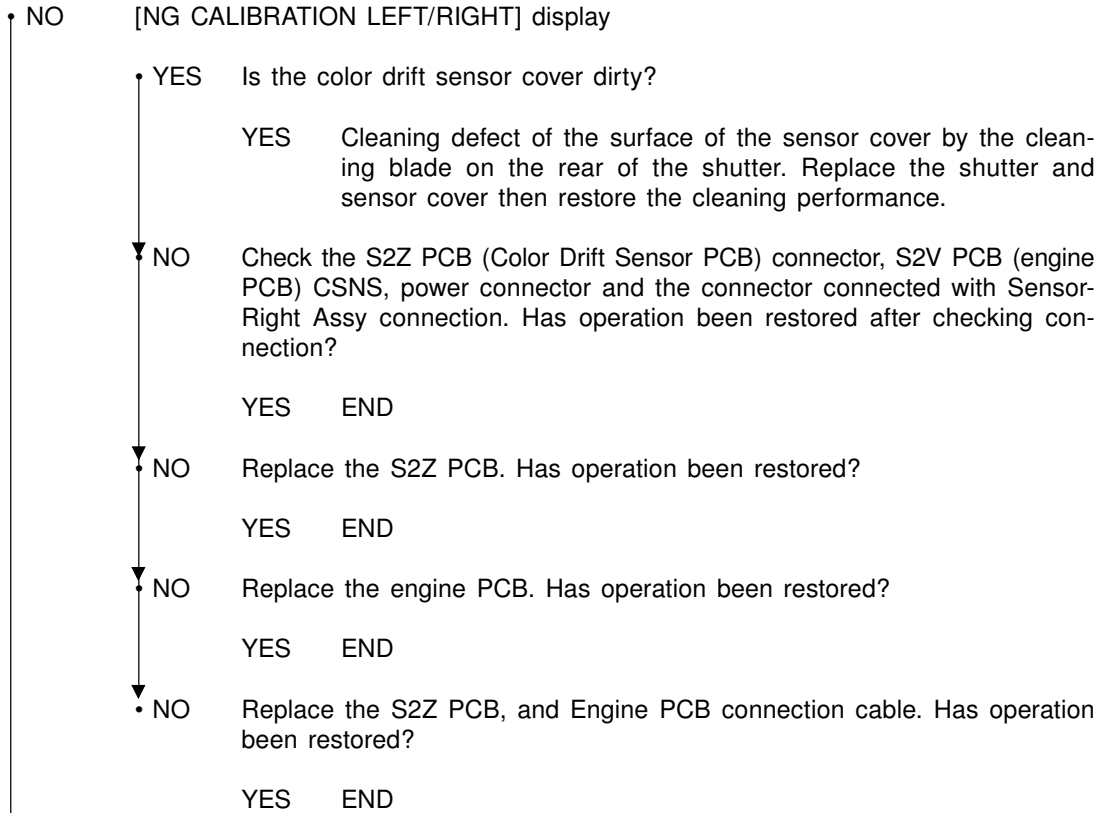 • NO [NG CALIBRATION LEFT/RIGHT] display
• YES Is the color drift sensor cover dirty?
YES Cleaning defect of the surface of the sensor cover by the clean-
ing blade on the rear of the shutter. Replace the shutter and
sensor cover then restore the cleaning performance.
• NO Check the S2Z PCB (Color Drift Sensor PCB) connector, S2V PCB (engine
PCB) CSNS, power connector and the connector connected with Sensor-
Right Assy connection. Has operation been restored after checking con-
nection?
YES END
• NO Replace the S2Z PCB. Has operation been restored?
YES END
• NO Replace the engine PCB. Has operation been restored?
YES END
• NO Replace the S2Z PCB, and Engine PCB connection cable. Has operation
been restored?
YES END